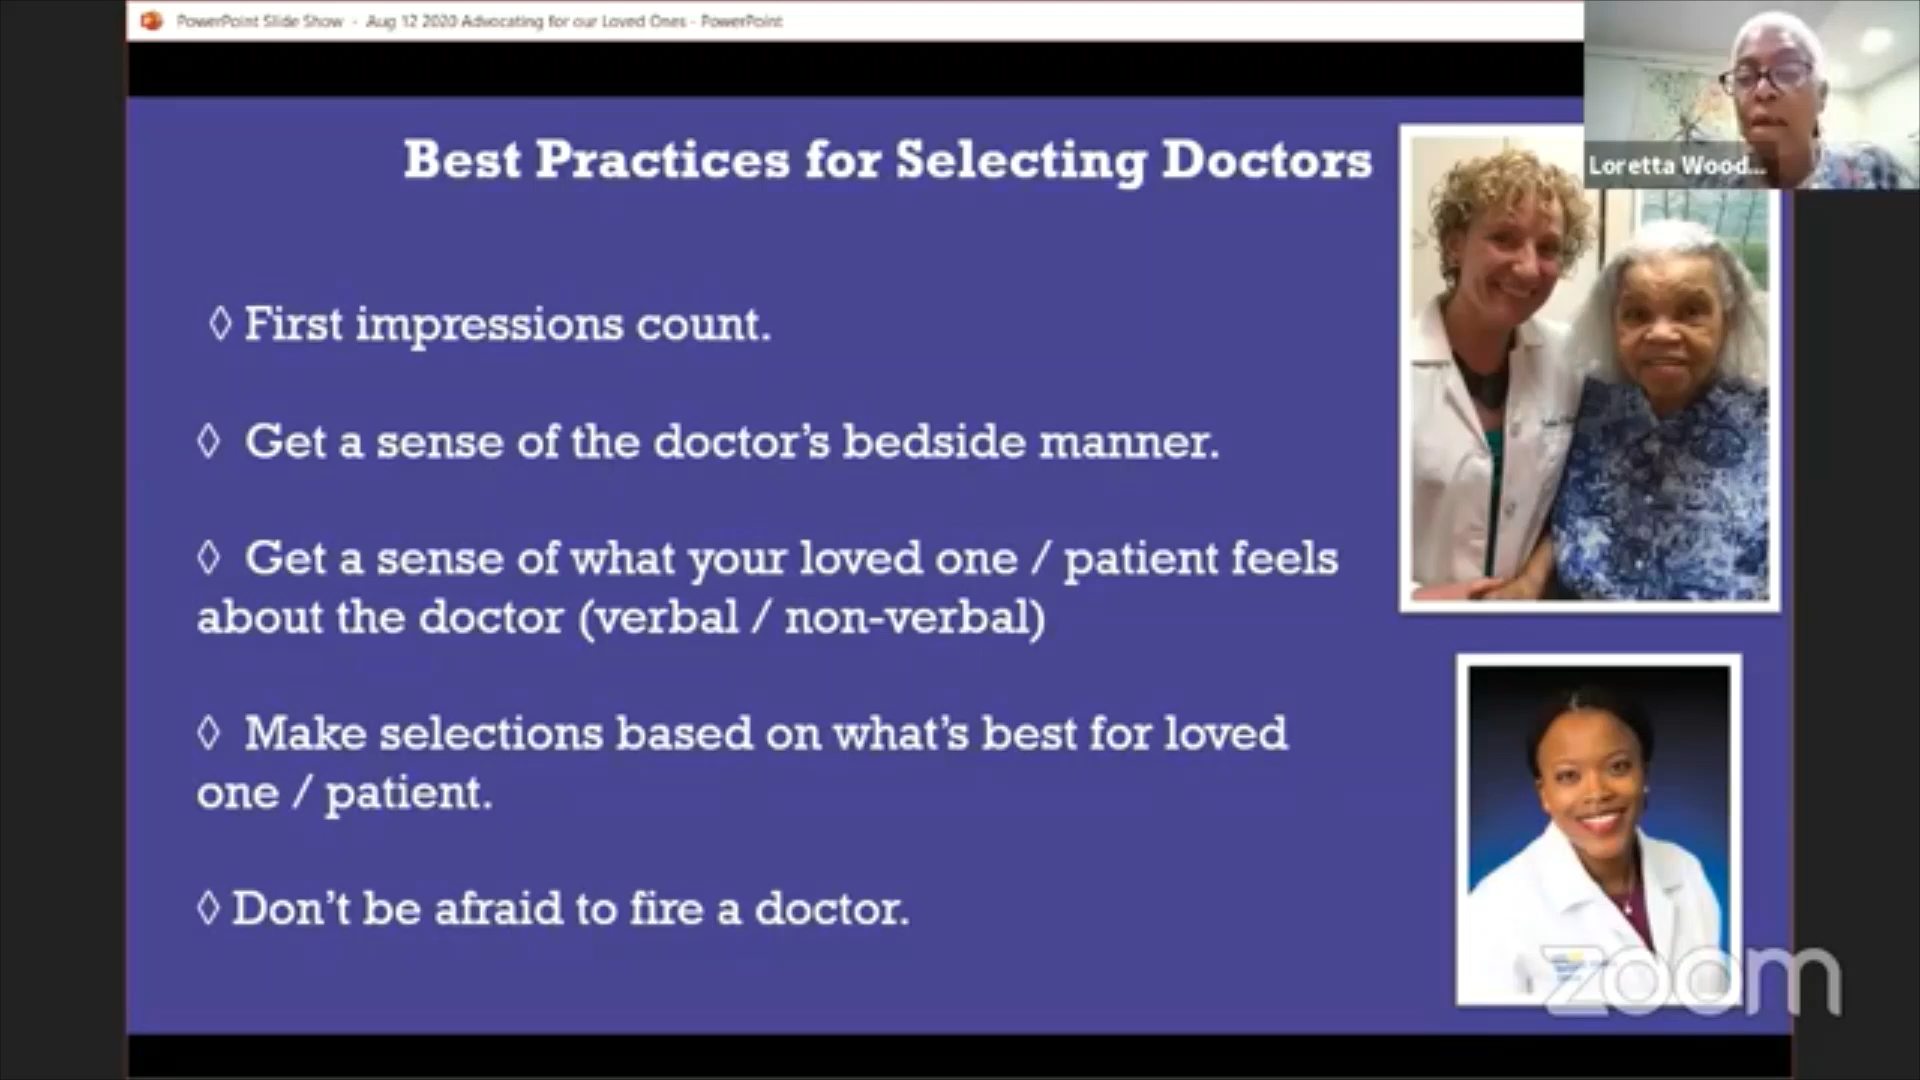 PowerPoint Slide Show - Aug 12 2020 Advocating for our Loved Ones - PowerPoint
Loretta Wood...
Best Practices for Selecting Doctors
◊ First impressions count.
◊ Get a sense of the doctor’s bedside manner.
◊ Get a sense of what your loved one / patient feels
about the doctor (verbal / non-verbal)
◊ Make selections based on what’s best for loved
one / patient.
◊ Don’t be afraid to fire a doctor.
zoom